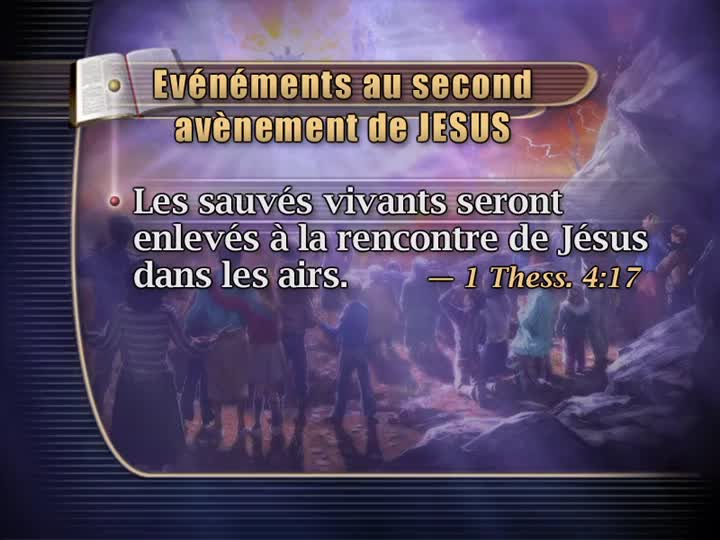 Evénéments au second
avènement de JESUS
Les sauvés vivants seront
enlevés à la rencontre de Jésus
dans les airs. — 1 Thess. 4:17